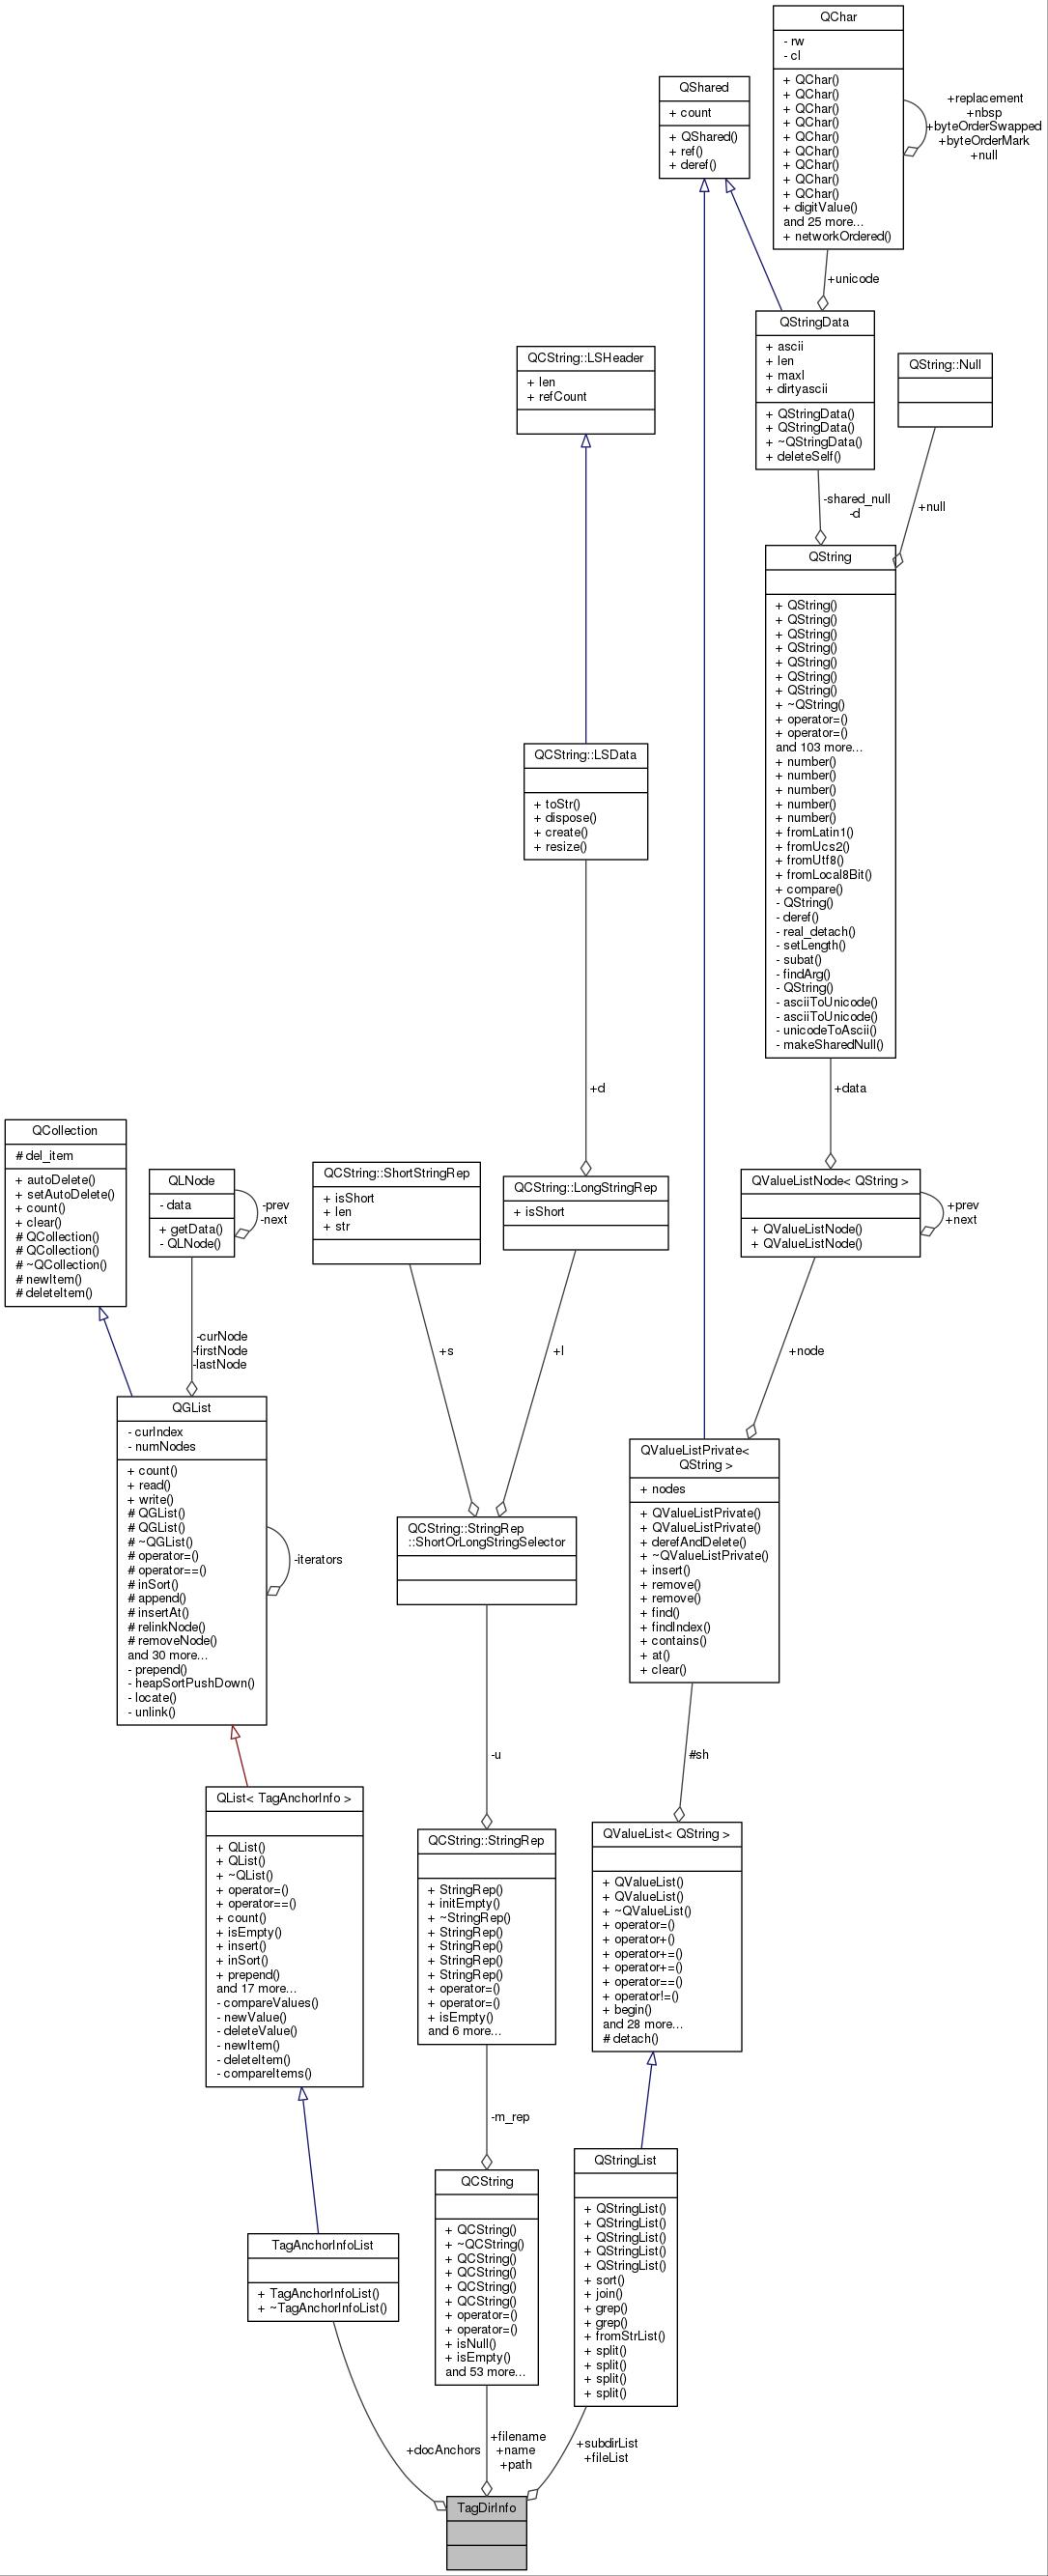 QChar
- rw
- cl
+ QChar()
+ QChar()
+ QChar()
+ QChar()
+ QChar()
+ QChar()
+ QChar()
+ QChar()
+ QChar()
+ digitValue()
and 25 more...
+ networkOrdered()
+replacement
+nbsp
+byteOrderSwapped
+byteOrderMark
+null
QShared
+ count
+ QShared()
+ ref()
+ deref()
+unicode
QStringData
+ ascii
+ len
+ maxl
+ dirtyascii
+ QStringData()
+ QStringData()
+ ~QStringData()
+ deleteSelf()
QCString::LSHeader
+ len
+ refCount
QString::Null
-shared_null
-d
+null
QString
+ QString()
+ QString()
+ QString()
+ QString()
+ QString()
+ QString()
+ QString()
+ ~QString()
+ operator=()
+ operator=()
and 103 more...
+ number()
+ number()
+ number()
+ number()
+ number()
+ fromLatin1()
+ fromUcs2()
+ fromUtf8()
+ fromLocal8Bit()
+ compare()
- QString()
- deref()
- real_detach()
- setLength()
- subat()
- findArg()
- QString()
- asciiToUnicode()
- asciiToUnicode()
- unicodeToAscii()
- makeSharedNull()
QCString::LSData
+ toStr()
+ dispose()
+ create()
+ resize()
+d
+data
QCollection
# del_item
+ autoDelete()
+ setAutoDelete()
+ count()
+ clear()
# QCollection()
# QCollection()
# ~QCollection()
# newItem()
# deleteItem()
QLNode
- data
+ getData()
- QLNode()
-prev
-next
QCString::ShortStringRep
+ isShort
+ len
+ str
QCString::LongStringRep
+ isShort
QValueListNode< QString >
+ QValueListNode()
+ QValueListNode()
+prev
+next
-curNode
-firstNode
-lastNode
+s
+l
+node
QGList
- curIndex
- numNodes
+ count()
+ read()
+ write()
# QGList()
# QGList()
# ~QGList()
# operator=()
# operator==()
# inSort()
# append()
# insertAt()
# relinkNode()
# removeNode()
and 30 more...
- prepend()
- heapSortPushDown()
- locate()
- unlink()
-iterators
QCString::StringRep
::ShortOrLongStringSelector
QValueListPrivate<
QString >
+ nodes
+ QValueListPrivate()
+ QValueListPrivate()
+ derefAndDelete()
+ ~QValueListPrivate()
+ insert()
+ remove()
+ remove()
+ find()
+ findIndex()
+ contains()
+ at()
+ clear()
-u
#sh
QList< TagAnchorInfo >
+ QList()
+ QList()
+ ~QList()
+ operator=()
+ operator==()
+ count()
+ isEmpty()
+ insert()
+ inSort()
+ prepend()
and 17 more...
- compareValues()
- newValue()
- deleteValue()
- newItem()
- deleteItem()
- compareItems()
QCString::StringRep
+ StringRep()
+ initEmpty()
+ ~StringRep()
+ StringRep()
+ StringRep()
+ StringRep()
+ StringRep()
+ operator=()
+ operator=()
+ isEmpty()
and 6 more...
QValueList< QString >
+ QValueList()
+ QValueList()
+ ~QValueList()
+ operator=()
+ operator+()
+ operator+=()
+ operator+=()
+ operator==()
+ operator!=()
+ begin()
and 28 more...
# detach()
-m_rep
TagAnchorInfoList
+ TagAnchorInfoList()
+ ~TagAnchorInfoList()
QCString
+ QCString()
+ ~QCString()
+ QCString()
+ QCString()
+ QCString()
+ QCString()
+ operator=()
+ operator=()
+ isNull()
+ isEmpty()
and 53 more...
QStringList
+ QStringList()
+ QStringList()
+ QStringList()
+ QStringList()
+ QStringList()
+ sort()
+ join()
+ grep()
+ grep()
+ fromStrList()
+ split()
+ split()
+ split()
+ split()
+docAnchors
+filename
+name
+path
+subdirList
+fileList
TagDirInfo